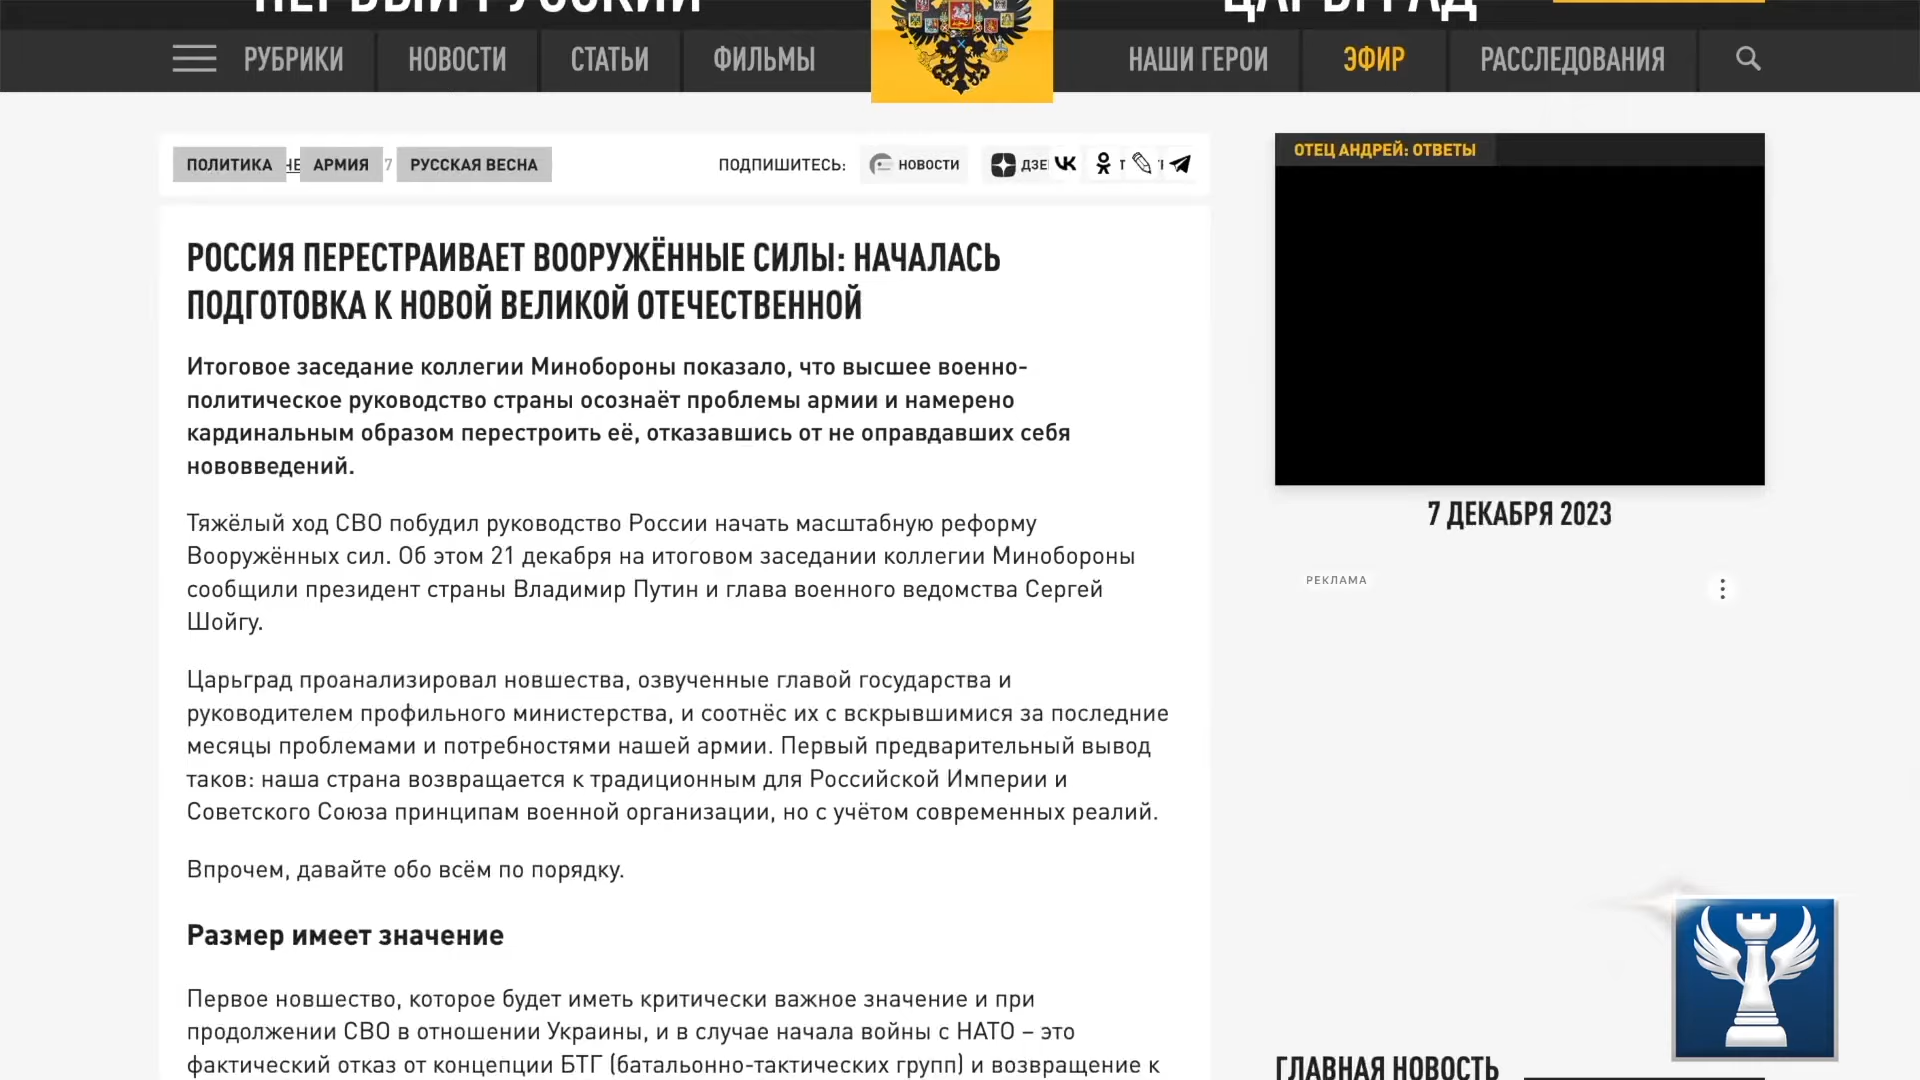 ПЕРВЫЙ РУССКИЙ
ЦАРЬГРАД
РУБРИКИ
НОВОСТИ
СТАТЬИ
ФИЛЬМЫ
НАШИ ГЕРОИ
ЭФИР
РАССЛЕДОВАНИЯ
ПОЛИТИКА
АРМИЯ
РУССКАЯ ВЕСНА
ПОДПИШИТЕСЬ:
НОВОСТИ
РОССИЯ ПЕРЕСТРАИВАЕТ ВООРУЖЁННЫЕ СИЛЫ: НАЧАЛАСЬ
ПОДГОТОВКА К НОВОЙ ВЕЛИКОЙ ОТЕЧЕСТВЕННОЙ
Итоговое заседание коллегии Минобороны показало, что высшее военно-
политическое руководство страны осознаёт проблемы армии и намерено
кардинальным образом перестроить её, отказавшись от не оправдавших себя
нововведений.
Тяжёлый ход СВО побудил руководство России начать масштабную реформу
Вооружённых сил. Об этом 21 декабря на итоговом заседании коллегии Минобороны
сообщили президент страны Владимир Путин и глава военного ведомства Сергей
Шойгу.
Царьград проанализировал новшества, озвученные главой государства и
руководителем профильного министерства, и соотнёс их с вскрывшимися за последние
месяцы проблемами и потребностями нашей армии. Первый предварительный вывод
таков: наша страна возвращается к традиционным для Российской Империи и
Советского Союза принципам военной организации, но с учётом современных реалий.
Впрочем, давайте обо всём по порядку.
Размер имеет значение
Первое новшество, которое будет иметь критически важное значение и при
продолжении СВО в отношении Украины, и в случае начала войны с НАТО – это
фактический отказ от концепции БТГ (батальонно-тактических групп) и возвращение к
ОТЕЦ АНДРЕЙ: ОТВЕТЫ
7 ДЕКАБРЯ 2023
РЕКЛАМА
ГЛАВНАЯ НОВОСТЬ